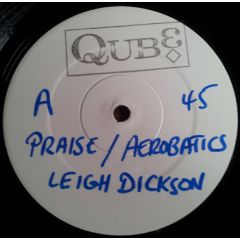 QUBE
A 45
PRAISE / AEROBATICS
LEIGH DICKSON